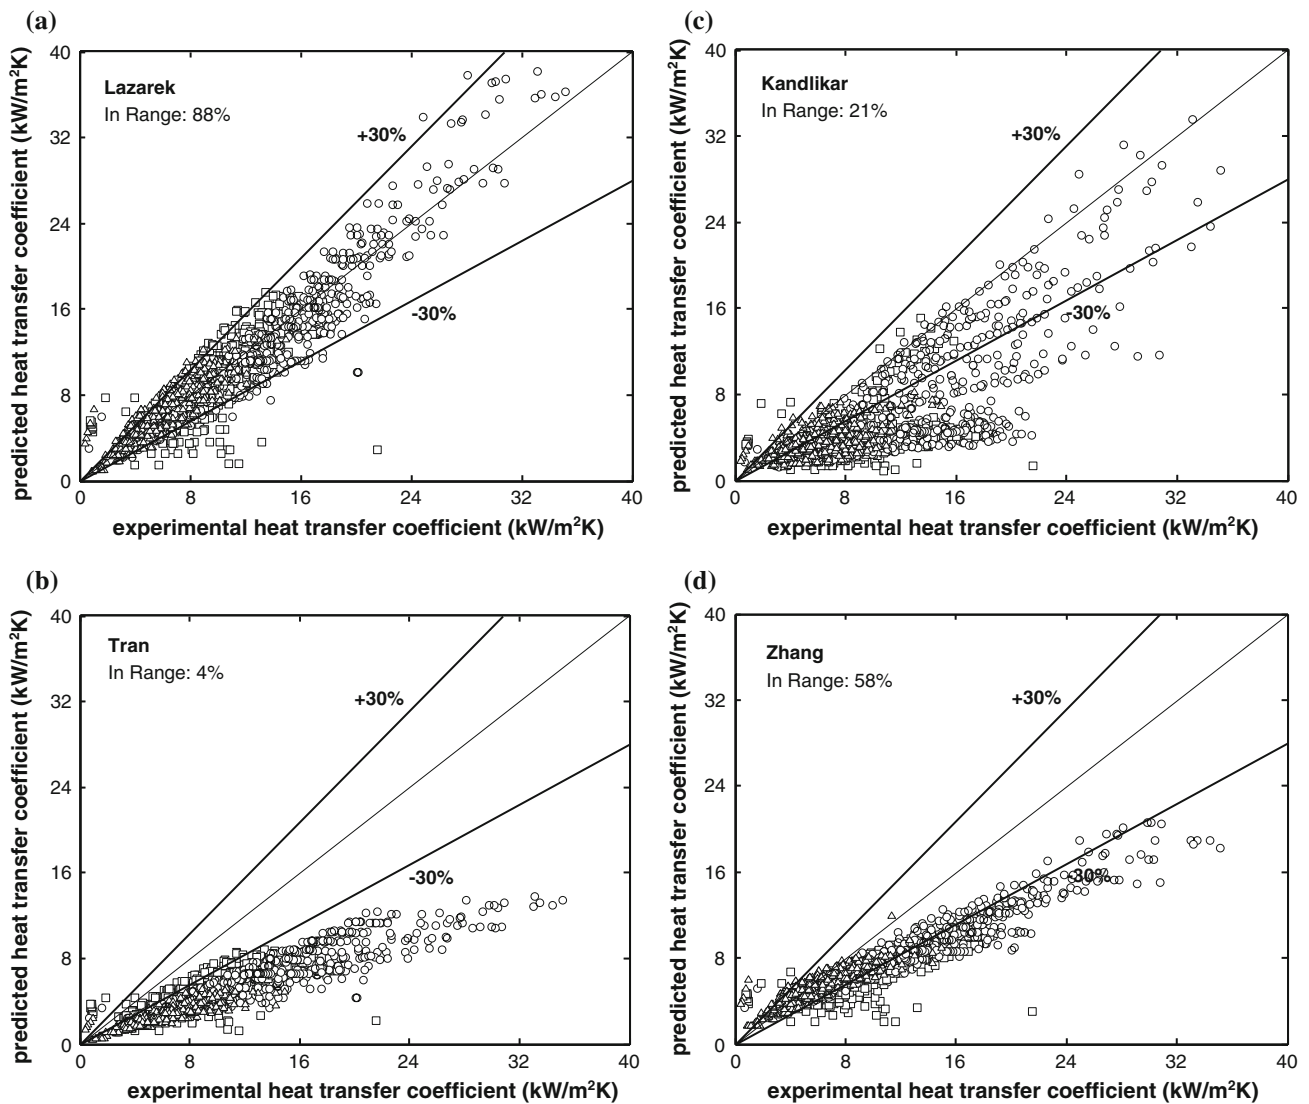 (a)
40
32
24
16
8
0
predicted heat transfer coefficient (kW/m²K)
Lazarek
In Range: 88%
+30%
-30%
0 8 16 24 32 40
experimental heat transfer coefficient (kW/m²K)
(c)
40
32
24
16
8
0
predicted heat transfer coefficient (kW/m²K)
Kandlikar
In Range: 21%
+30%
-30%
0 8 16 24 32 40
experimental heat transfer coefficient (kW/m²K)
(b)
40
32
24
16
8
0
predicted heat transfer coefficient (kW/m²K)
Tran
In Range: 4%
+30%
-30%
0 8 16 24 32 40
experimental heat transfer coefficient (kW/m²K)
(d)
40
32
24
16
8
0
predicted heat transfer coefficient (kW/m²K)
Zhang
In Range: 58%
+30%
-30%
0 8 16 24 32 40
experimental heat transfer coefficient (kW/m²K)